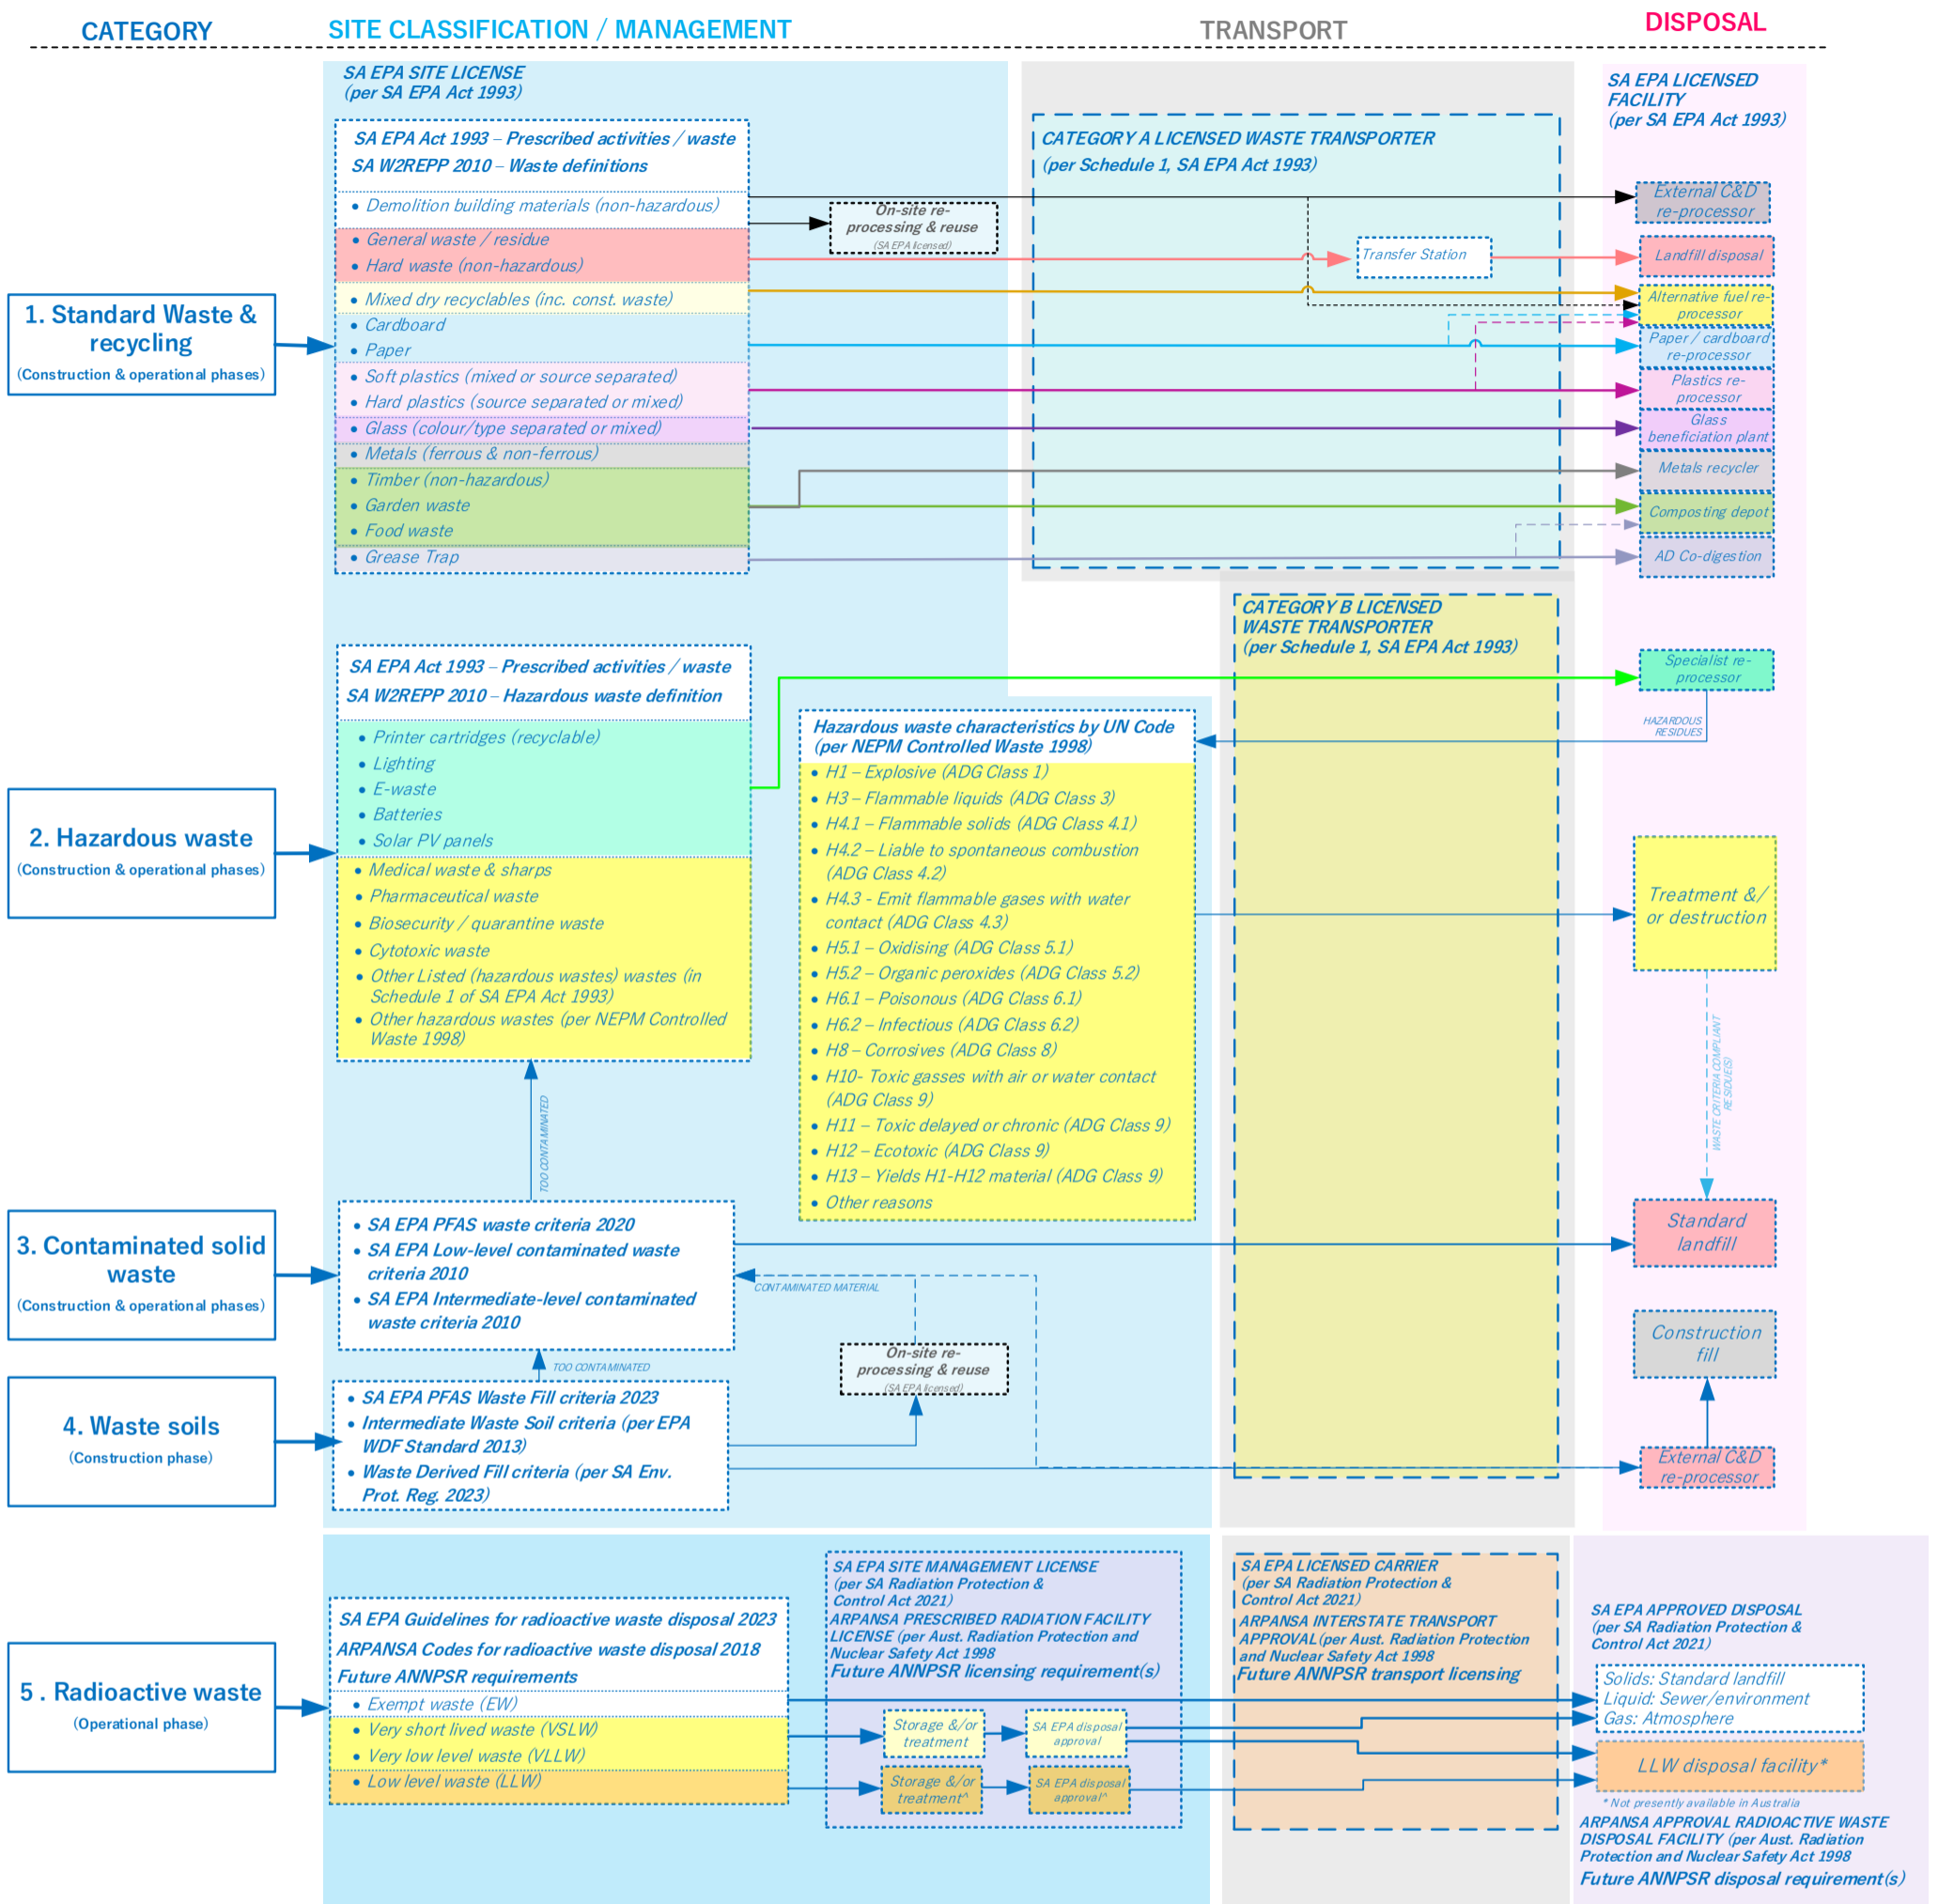 CATEGORY
SITE CLASSIFICATION / MANAGEMENT
TRANSPORT
DISPOSAL
SA EPA SITE LICENSE
(per SA EPA Act 1993)
SA EPA Act 1993 – Prescribed activities / waste
SA W2REPP 2010 – Waste definitions
• Demolition building materials (non-hazardous)
• General waste / residue
• Hard waste (non-hazardous)
• Mixed dry recyclables (inc. const. waste)
• Cardboard
• Paper
• Soft plastics (mixed or source separated)
• Hard plastics (source separated or mixed)
• Glass (colour/type separated or mixed)
• Metals (ferrous & non-ferrous)
• Timber (non-hazardous)
• Garden waste
• Food waste
• Grease Trap
1. Standard Waste &
recycling
(Construction & operational phases)
On-site re-
processing & reuse
(SA EPA licensed)
CATEGORY A LICENSED WASTE TRANSPORTER
(per Schedule 1, SA EPA Act 1993)
Transfer Station
SA EPA LICENSED
FACILITY
(per SA EPA Act 1993)
External C&D
re-processor
Landfill disposal
Alternative fuel re-
processor
Paper / cardboard
re-processor
Plastics re-
processor
Glass
beneficiation plant
Metals recycler
Composting depot
AD Co-digestion
2. Hazardous waste
(Construction & operational phases)
SA EPA Act 1993 – Prescribed activities / waste
SA W2REPP 2010 – Hazardous waste definition
• Printer cartridges (recyclable)
• Lighting
• E-waste
• Batteries
• Solar PV panels
• Medical waste & sharps
• Pharmaceutical waste
• Biosecurity / quarantine waste
• Cytotoxic waste
• Other Listed (hazardous wastes) wastes (in
Schedule 1 of SA EPA Act 1993)
• Other hazardous wastes (per NEPM Controlled
Waste 1998)
TOO CONTAMINATED
Hazardous waste characteristics by UN Code
(per NEPM Controlled Waste 1998)
• H1 – Explosive (ADG Class 1)
• H3 – Flammable liquids (ADG Class 3)
• H4.1 – Flammable solids (ADG Class 4.1)
• H4.2 – Liable to spontaneous combustion
(ADG Class 4.2)
• H4.3 - Emit flammable gases with water
contact (ADG Class 4.3)
• H5.1 – Oxidising (ADG Class 5.1)
• H5.2 – Organic peroxides (ADG Class 5.2)
• H6.1 – Poisonous (ADG Class 6.1)
• H6.2 – Infectious (ADG Class 6.2)
• H8 – Corrosives (ADG Class 8)
• H10- Toxic gasses with air or water contact
(ADG Class 9)
• H11 – Toxic delayed or chronic (ADG Class 9)
• H12 – Ecotoxic (ADG Class 9)
• H13 – Yields H1-H12 material (ADG Class 9)
• Other reasons
CATEGORY B LICENSED
WASTE TRANSPORTER
(per Schedule 1, SA EPA Act 1993)
Specialist re-
processor
HAZARDOUS
RESIDUES
Treatment &/
or destruction
WASTE CRITERIA COMPLIANT
RESIDUE(S)
Standard
landfill
Construction
fill
External C&D
re-processor
3. Contaminated solid
waste
(Construction & operational phases)
• SA EPA PFAS waste criteria 2020
• SA EPA Low-level contaminated waste
criteria 2010
• SA EPA Intermediate-level contaminated
waste criteria 2010
CONTAMINATED MATERIAL
On-site re-
processing & reuse
(SA EPA licensed)
TOO CONTAMINATED
4. Waste soils
(Construction phase)
• SA EPA PFAS Waste Fill criteria 2023
• Intermediate Waste Soil criteria (per EPA
WDF Standard 2013)
• Waste Derived Fill criteria (per SA Env.
Prot. Reg. 2023)
5 . Radioactive waste
(Operational phase)
SA EPA Guidelines for radioactive waste disposal 2023
ARPANSA Codes for radioactive waste disposal 2018
Future ANNPSR requirements
• Exempt waste (EW)
• Very short lived waste (VSLW)
• Very low level waste (VLLW)
• Low level waste (LLW)
SA EPA SITE MANAGEMENT LICENSE
(per SA Radiation Protection &
Control Act 2021)
ARPANSA PRESCRIBED RADIATION FACILITY
LICENSE (per Aust. Radiation Protection and
Nuclear Safety Act 1998
Future ANNPSR licensing requirement(s)
Storage &/or
treatment
SA EPA disposal
approval
Storage &/or
treatment^
SA EPA disposal
approval^
SA EPA LICENSED CARRIER
(per SA Radiation Protection &
Control Act 2021)
ARPANSA INTERSTATE TRANSPORT
APPROVAL(per Aust. Radiation Protection
and Nuclear Safety Act 1998
Future ANNPSR transport licensing
SA EPA APPROVED DISPOSAL
(per SA Radiation Protection &
Control Act 2021)
Solids: Standard landfill
Liquid: Sewer/environment
Gas: Atmosphere
LLW disposal facility*
* Not presently available in Australia
ARPANSA APPROVAL RADIOACTIVE WASTE
DISPOSAL FACILITY (per Aust. Radiation
Protection and Nuclear Safety Act 1998
Future ANNPSR disposal requirement(s)